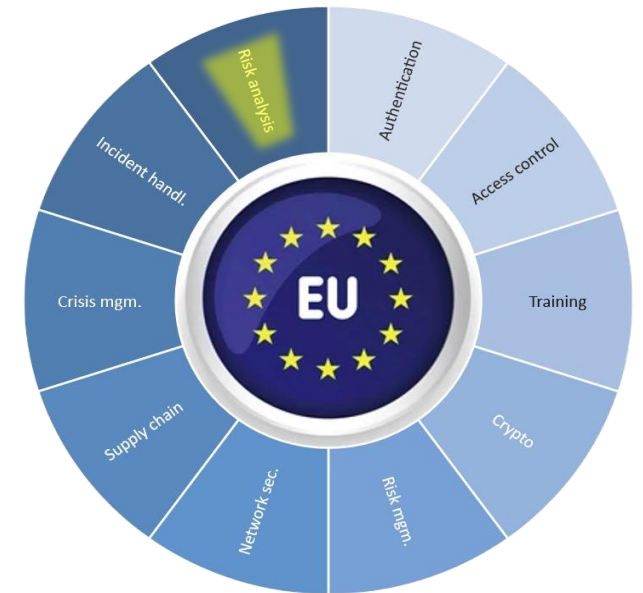 Authentication
Access control
Training
Crypto
Risk mgm.
Network sec.
Supply chain
Crisis mgm.
Incident handl.
Risk analysis
EU